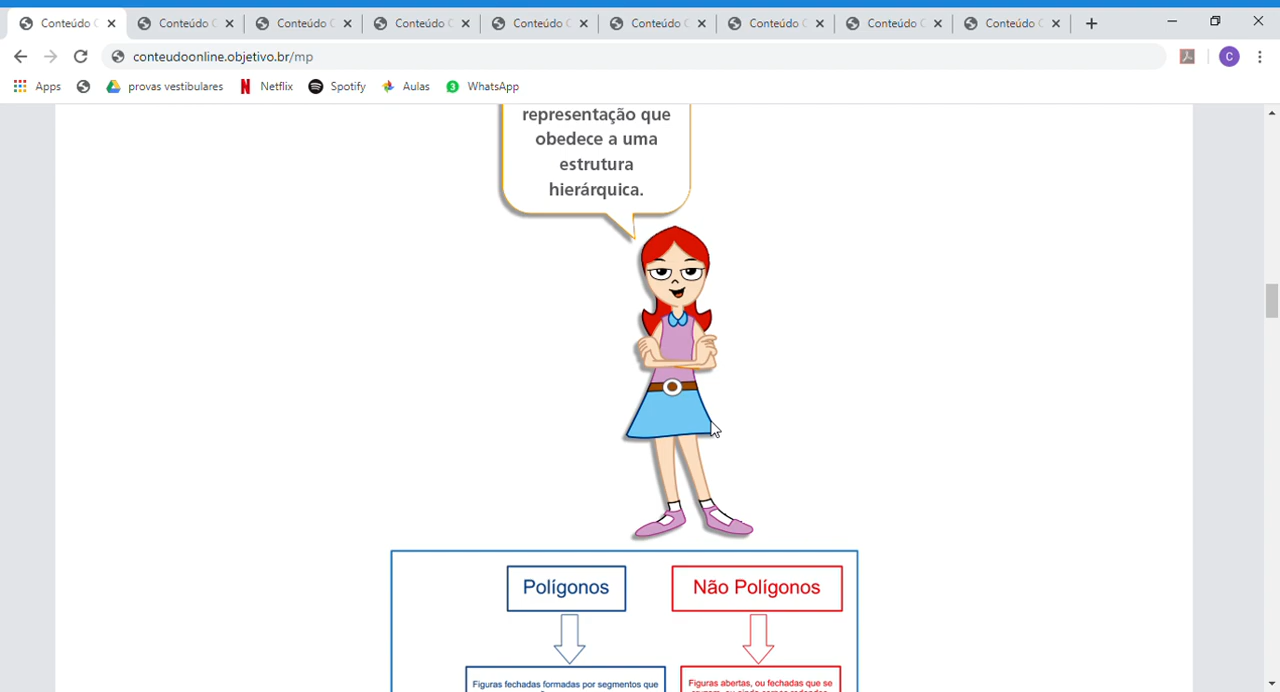 Conteúdo Conteúdo Conteúdo Conteúdo Conteúdo Conteúdo Conteúdo Conteúdo Conteúdo
conteudoonline.objetivo.br/mp C
Apps provas vestibulares N Netflix Spotify Aulas 3 WhatsApp
representação que
obedece a uma
estrutura
hierárquica.
Polígonos Não Polígonos
Figuras fechadas formadas por segmentos que Figuras abertas, ou fechadas que se